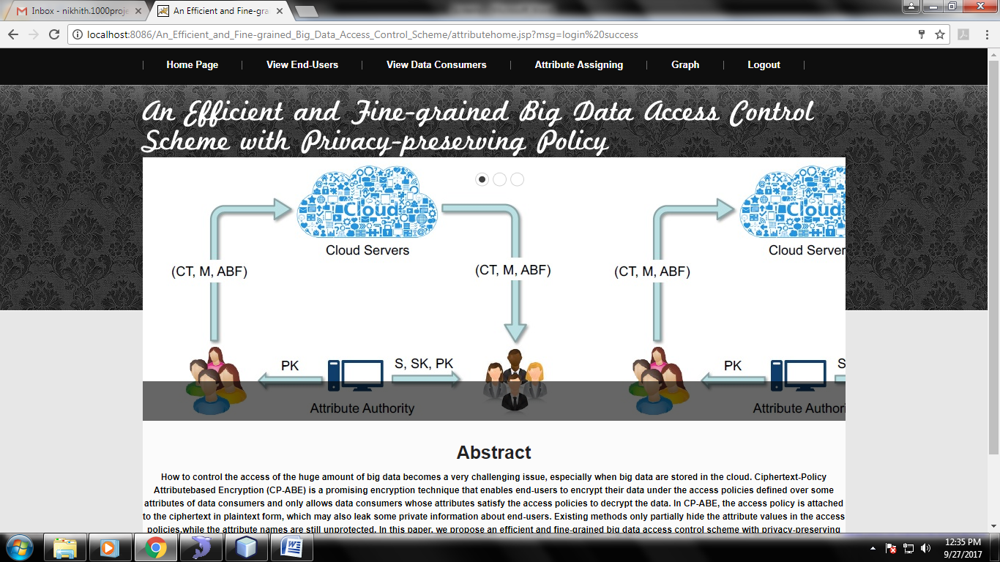 Inbox - nikhith.1000proje
An Efficient and Fine-gra
localhost:8086/An_Efficient_and_Fine-grained_Big_Data_Access_Control_Scheme/attributehome.jsp?msg=login%20success
Home Page View End-Users View Data Consumers Attribute Assigning Graph Logout
An Efficient and Fine-grained Big Data Access Control
Scheme with Privacy-preserving Policy
Cloud
Cloud
Cloud Servers
Cloud Server
(CT, M, ABF)
(CT, M, ABF)
(CT, M, ABF)
PK
S, SK, PK
PK
S
Attribute Authority
Attribute Authori
Abstract
How to control the access of the huge amount of big data becomes a very challenging issue, especially when big data are stored in the cloud. Ciphertext-Policy
Attributebased Encryption (CP-ABE) is a promising encryption technique that enables end-users to encrypt their data under the access policies defined over some
attributes of data consumers and only allows data consumers whose attributes satisfy the access policies to decrypt the data. In CP-ABE, the access policy is attached
to the ciphertext in plaintext form, which may also leak some private information about end-users. Existing methods only partially hide the attribute values in the access
policies,while the attribute names are still unprotected. In this paper, we propose an efficient and fine-grained big data access control scheme with privacy-preserving
12:35 PM
9/27/2017